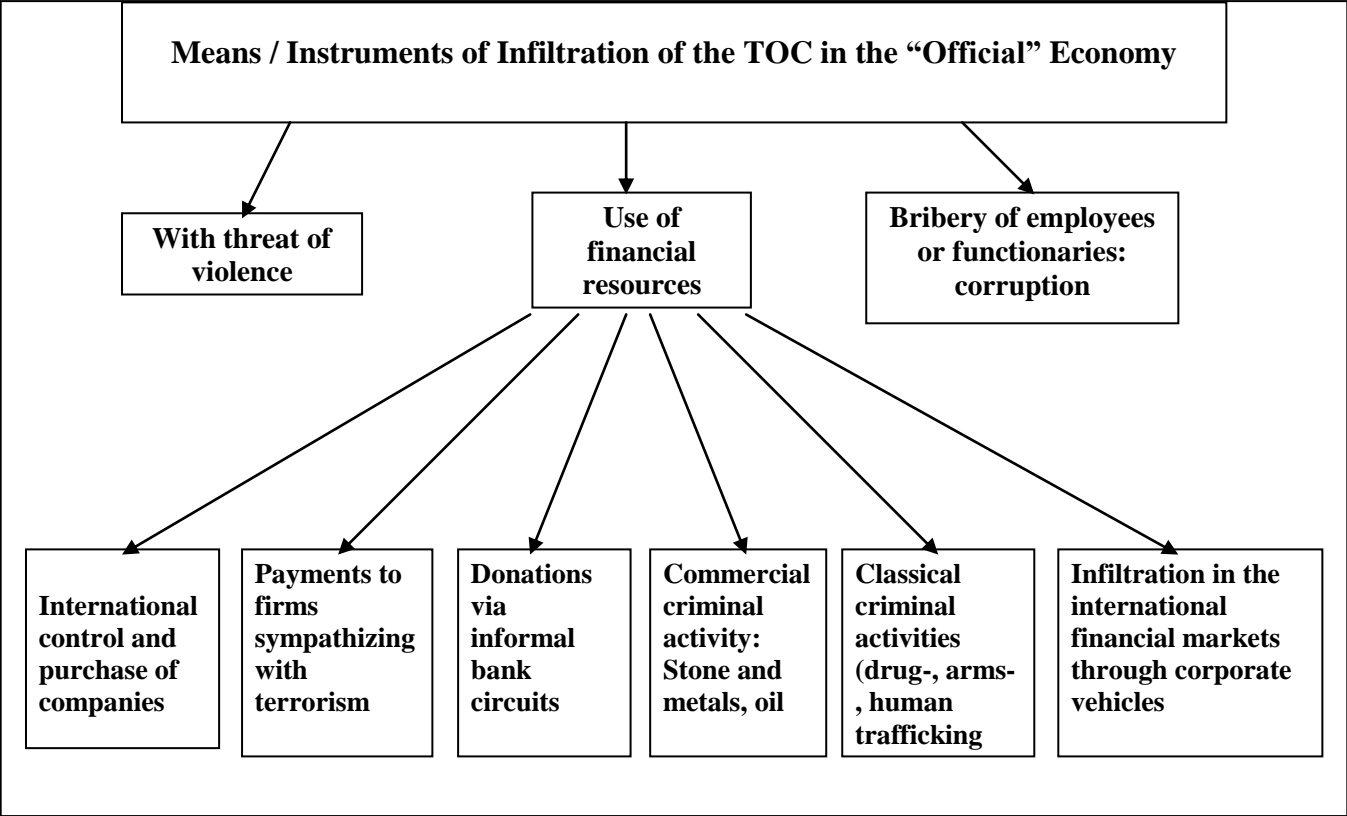 Means / Instruments of Infiltration of the TOC in the “Official” Economy
With threat of
violence
Use of
financial
resources
Bribery of employees
or functionaries:
corruption
International
control and
purchase of
companies
Payments to
firms
sympathizing
with
terrorism
Donations
via
informal
bank
circuits
Commercial
criminal
activity:
Stone and
metals, oil
Classical
criminal
activities
(drug-, arms-
, human
trafficking
Infiltration in the
international
financial markets
through corporate
vehicles